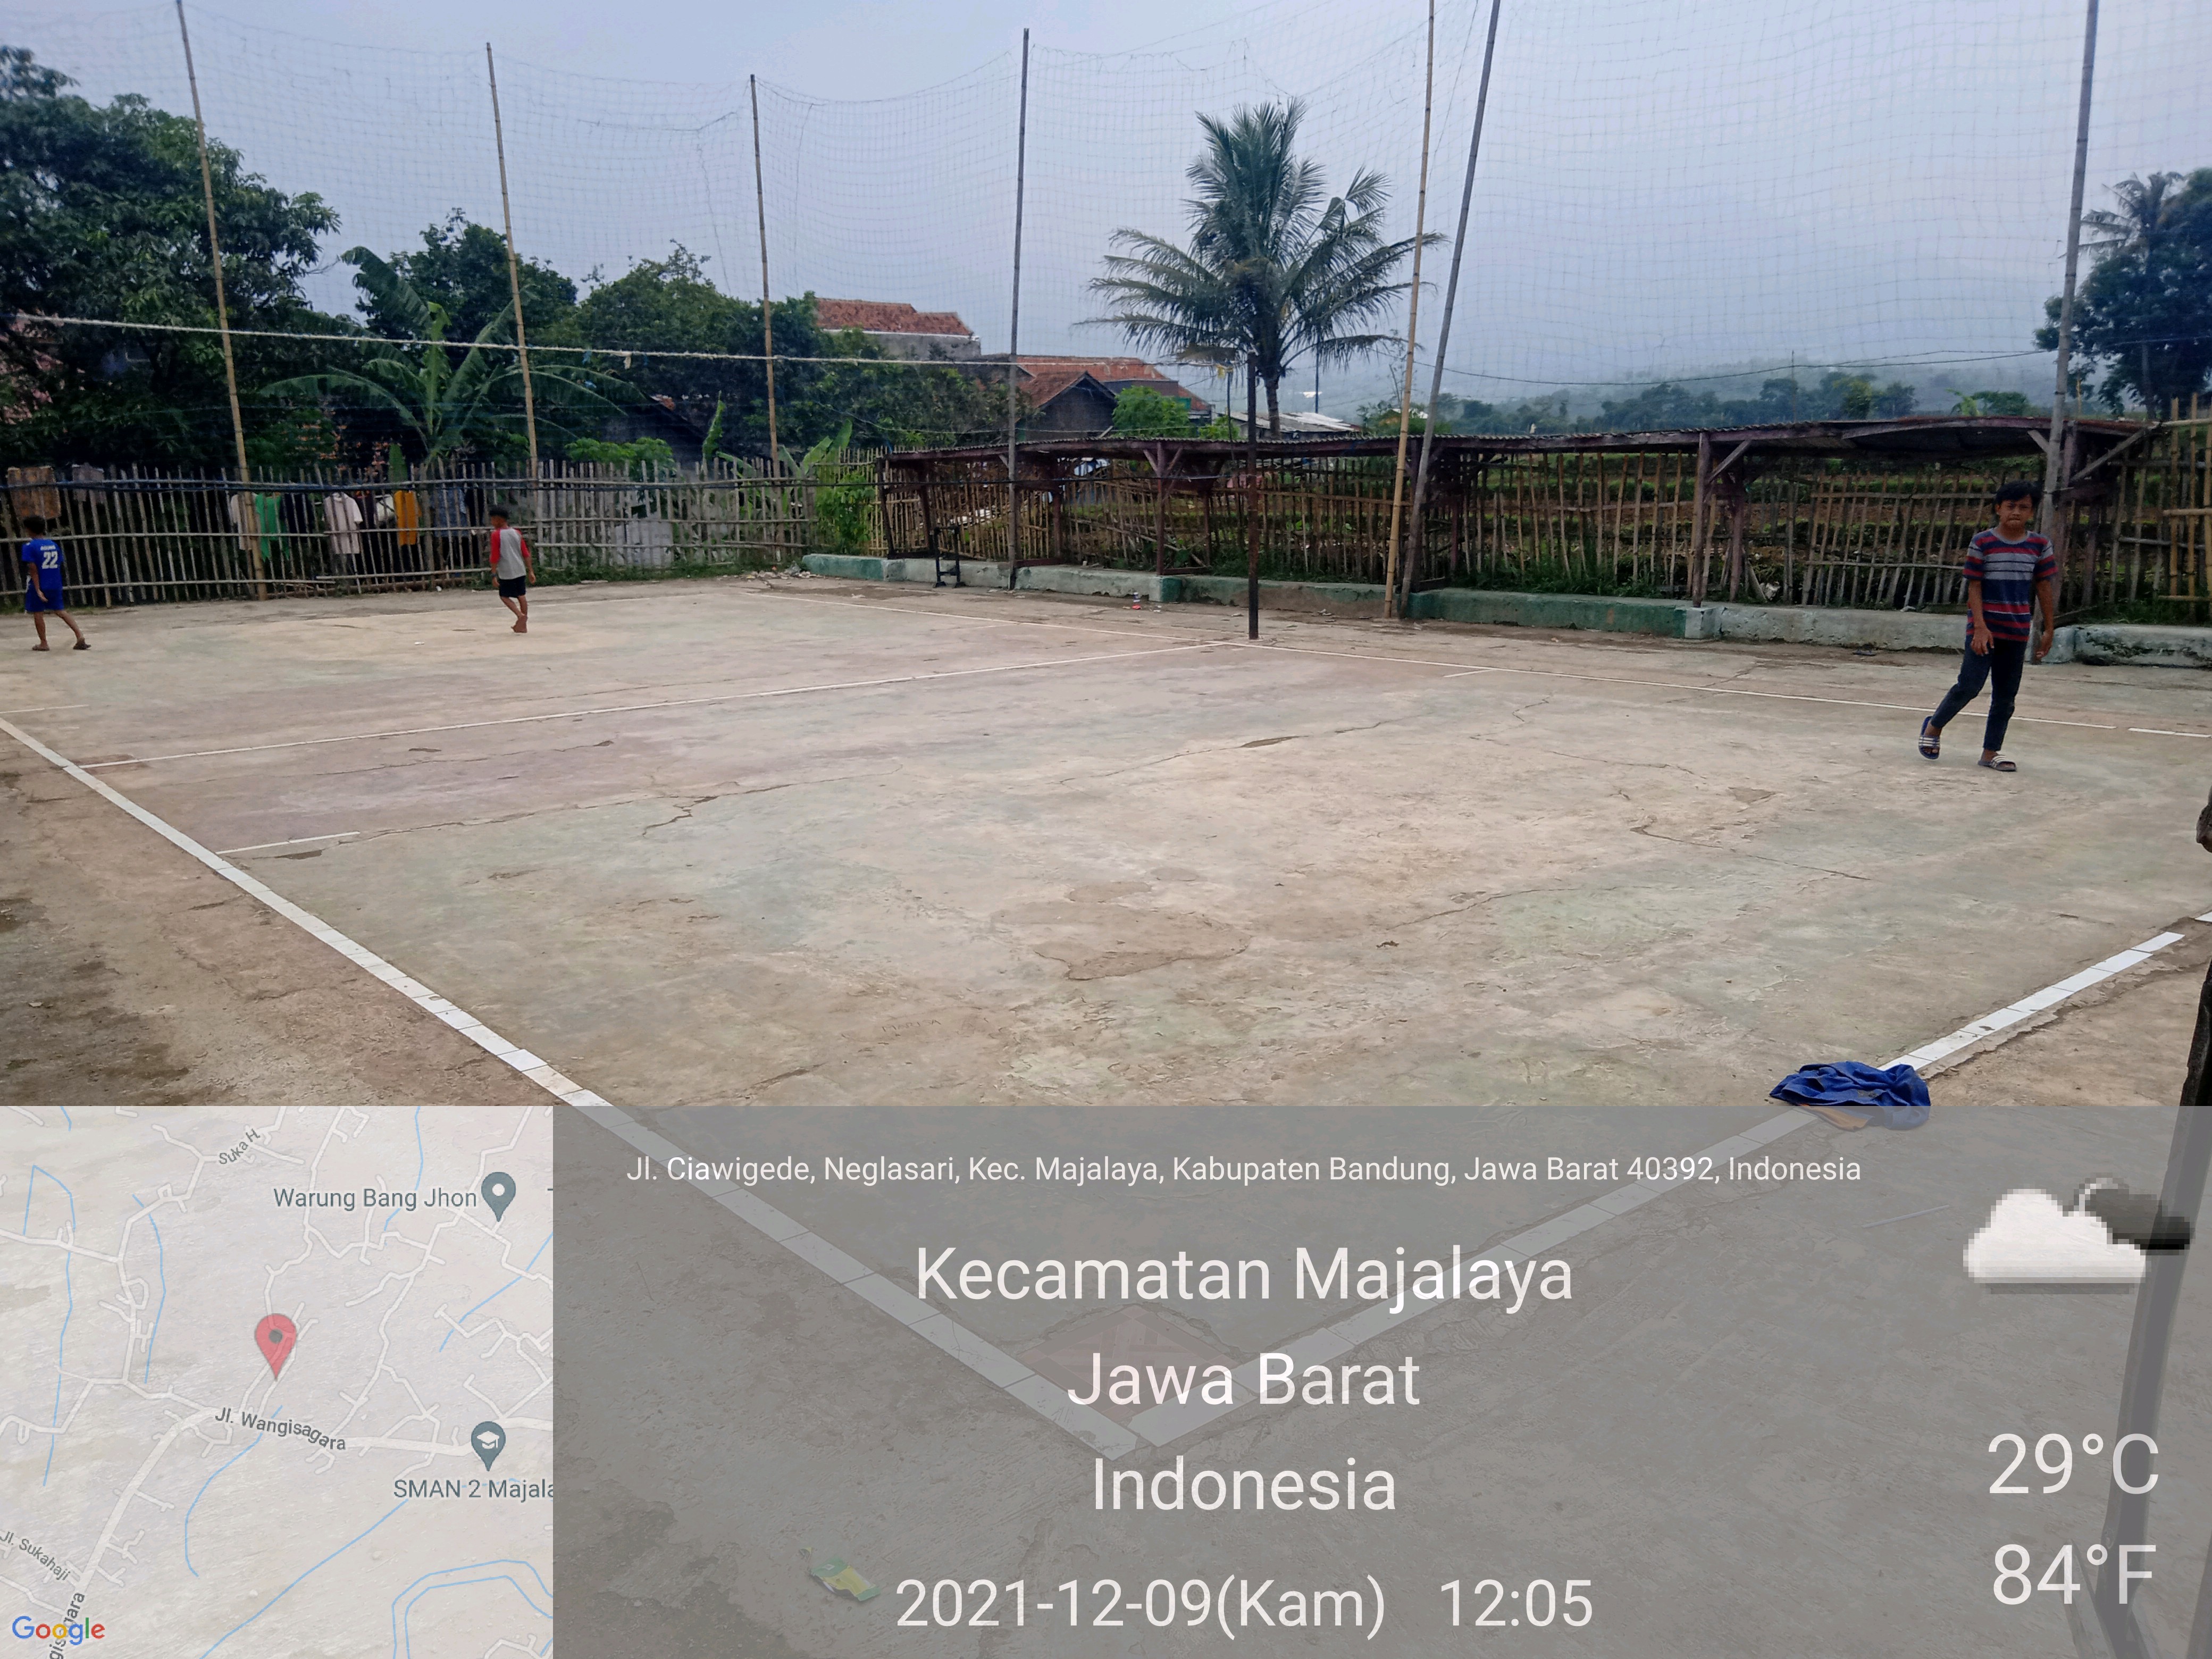 22
Suka H.
Warung Bang Jhon
Jl. Wangisagara
SMAN 2 Majala
Jl. Sukahaji
Google
Jl. Ciawigede, Neglasari, Kec. Majalaya, Kabupaten Bandung, Jawa Barat 40392, Indonesia
Kecamatan Majalaya
Jawa Barat
Indonesia
2021-12-09(Kam) 12:05
29°C
84°F